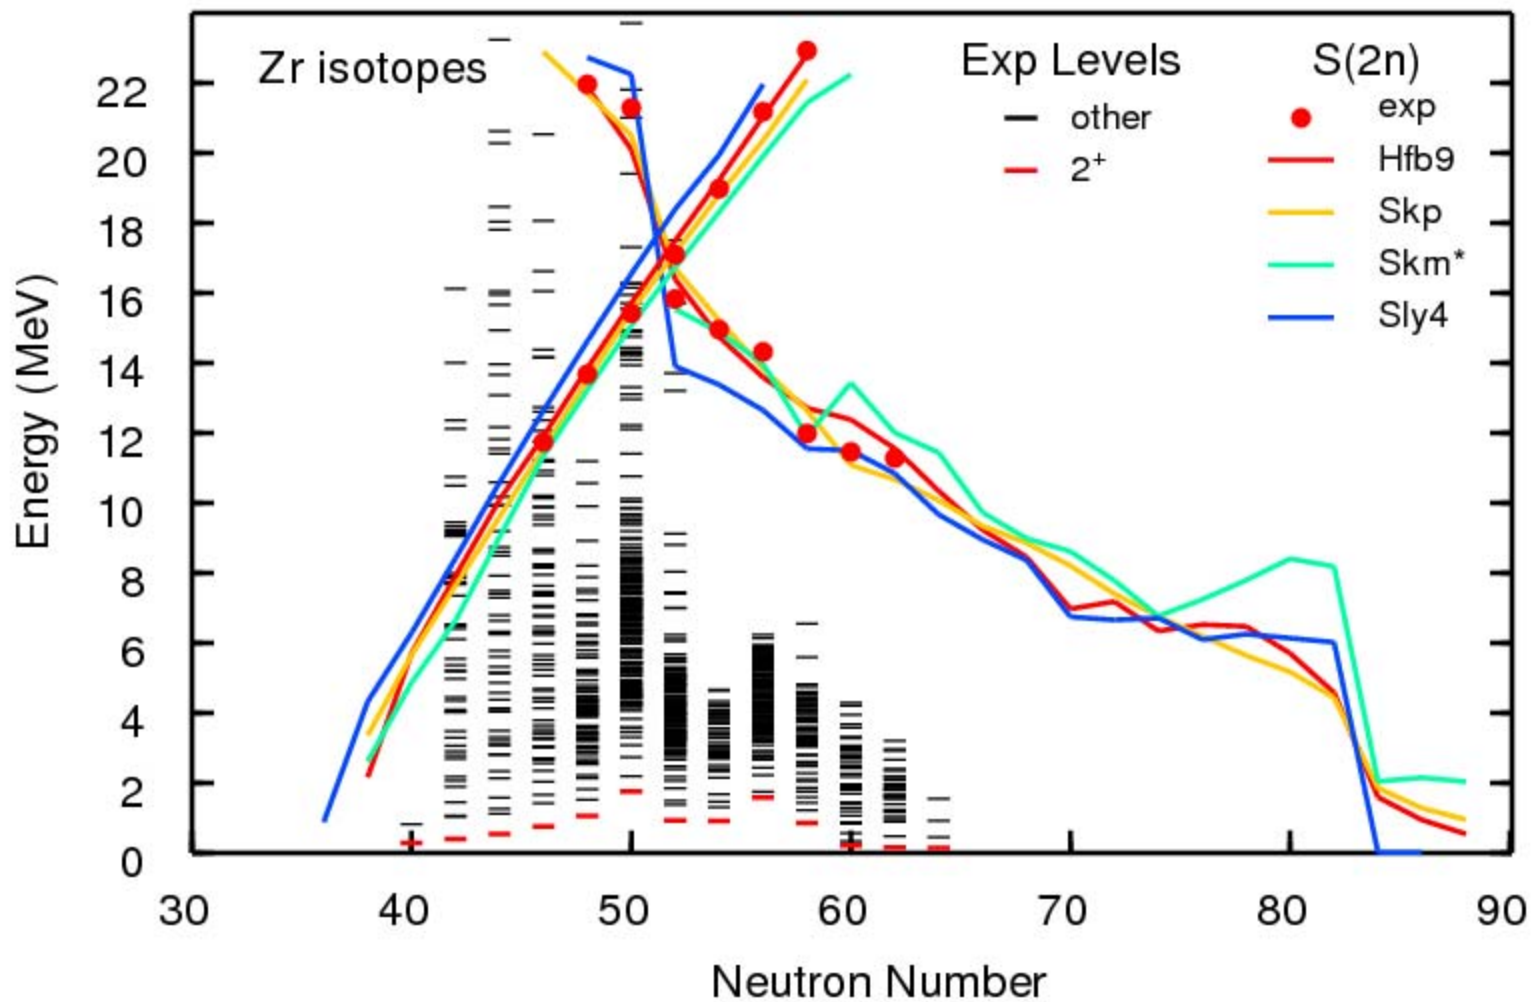 Zr isotopes
Exp Levels
other
2⁺
S(2n)
exp
Hfb9
Skp
Skm*
Sly4
Energy (MeV)
22
20
18
16
14
12
10
8
6
4
2
0
30 40 50 60 70 80 90
Neutron Number